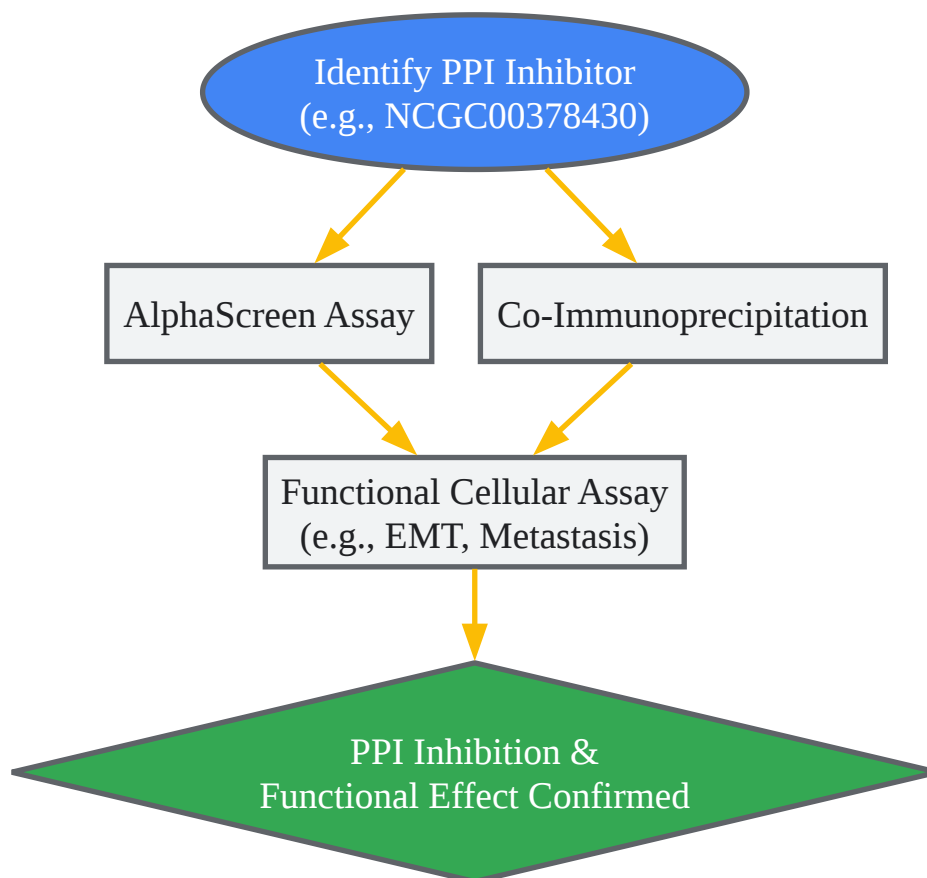 Identify PPI Inhibitor
(e.g., NCGC00378430)
AlphaScreen Assay
Co-Immunoprecipitation
Functional Cellular Assay
(e.g., EMT, Metastasis)
PPI Inhibition &
Functional Effect Confirmed